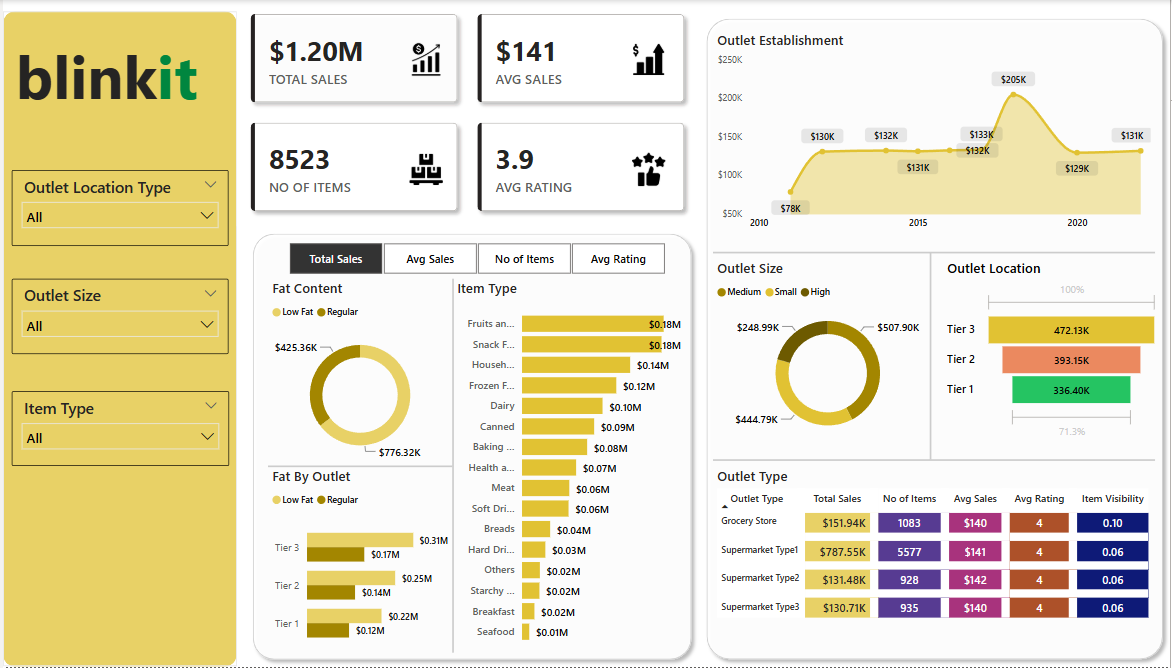 blinkit
Outlet Location Type
All
Outlet Size
All
Item Type
All
$1.20M
TOTAL SALES
$141
AVG SALES
8523
NO OF ITEMS
3.9
AVG RATING
Total Sales Avg Sales No of Items Avg Rating
Fat Content
Low Fat Regular
$425.36K
$776.32K
Fat By Outlet
Low Fat Regular
Tier 3 $0.31M
$0.17M
Tier 2 $0.25M
$0.14M
Tier 1 $0.22M
$0.12M
Item Type
Fruits an... $0.18M
Snack F... $0.18M
Househ... $0.14M
Frozen F... $0.12M
Dairy $0.10M
Canned $0.09M
Baking ... $0.08M
Health a... $0.07M
Meat $0.06M
Soft Dri... $0.06M
Breads $0.04M
Hard Dri... $0.03M
Others $0.02M
Starchy ... $0.02M
Breakfast $0.02M
Seafood $0.01M
Outlet Establishment
$250K
$200K
$150K
$100K
$50K
$78K
$130K
$132K
$131K
$133K
$132K
$205K
$129K
$131K
2010 2015 2020
Outlet Size
Medium Small High
$248.99K
$507.90K
$444.79K
Outlet Location
100%
Tier 3 472.13K
Tier 2 393.15K
Tier 1 336.40K
71.3%
Outlet Type
Outlet Type Total Sales No of Items Avg Sales Avg Rating Item Visibility
Grocery Store $151.94K 1083 $140 4 0.10
Supermarket Type1 $787.55K 5577 $141 4 0.06
Supermarket Type2 $131.48K 928 $142 4 0.06
Supermarket Type3 $130.71K 935 $140 4 0.06